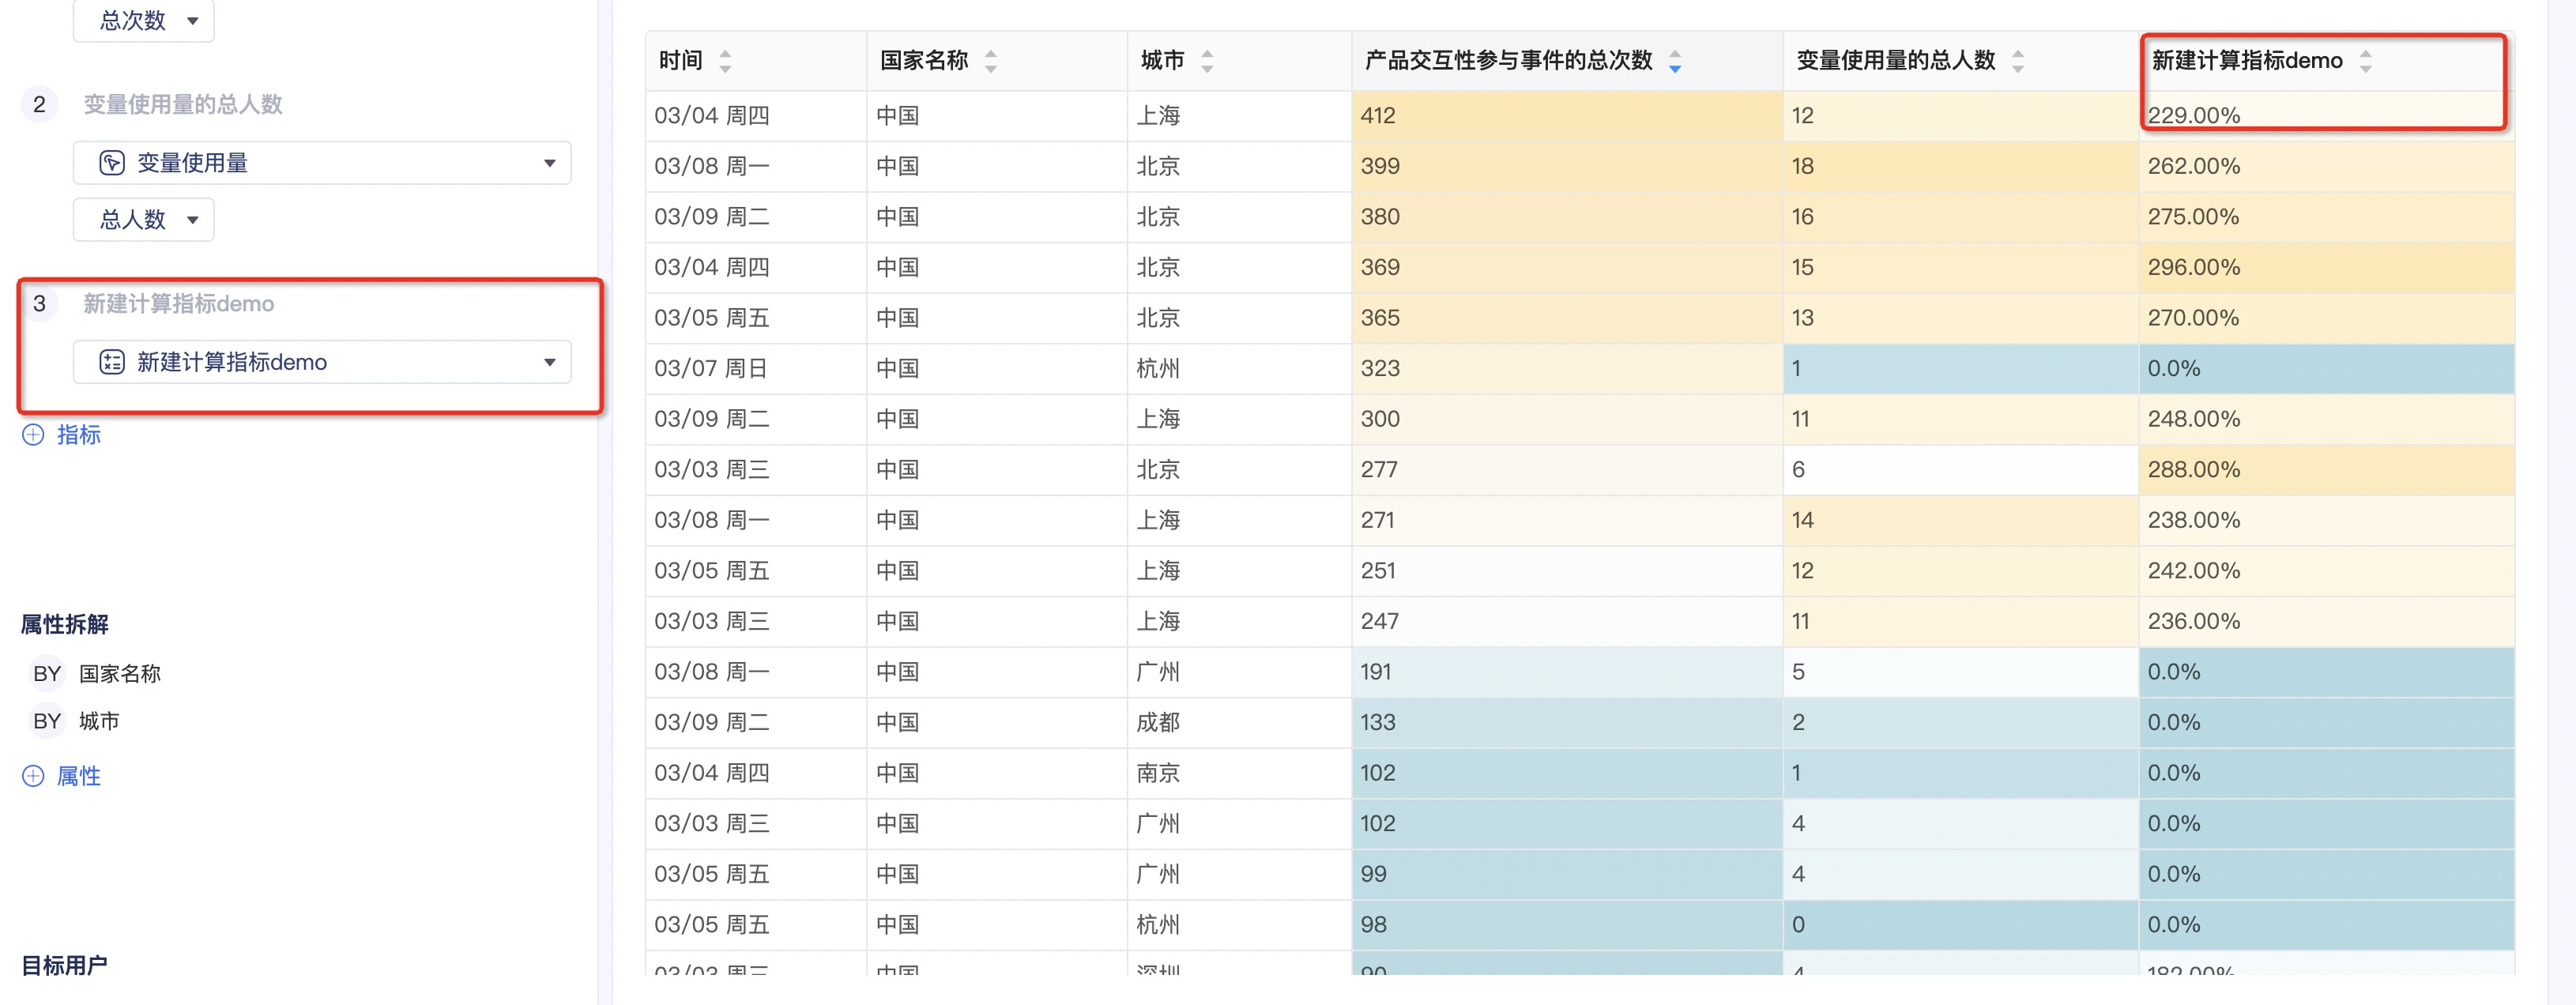 总次数
2 变量使用量的总人数
变量使用量
总人数
3 新建计算指标demo
新建计算指标demo
指标
属性拆解
BY 国家名称
BY 城市
属性
目标用户
时间 国家名称 城市 产品交互性参与事件的总次数 变量使用量的总人数 新建计算指标demo
03/04 周四 中国 上海 412 12 229.00%
03/08 周一 中国 北京 399 18 262.00%
03/09 周二 中国 北京 380 16 275.00%
03/04 周四 中国 北京 369 15 296.00%
03/05 周五 中国 北京 365 13 270.00%
03/07 周日 中国 杭州 323 1 0.0%
03/09 周二 中国 上海 300 11 248.00%
03/03 周三 中国 北京 277 6 288.00%
03/08 周一 中国 上海 271 14 238.00%
03/05 周五 中国 上海 251 12 242.00%
03/03 周三 中国 上海 247 11 236.00%
03/08 周一 中国 广州 191 5 0.0%
03/09 周二 中国 成都 133 2 0.0%
03/04 周四 中国 南京 102 1 0.0%
03/03 周三 中国 广州 102 4 0.0%
03/05 周五 中国 广州 99 4 0.0%
03/05 周五 中国 杭州 98 0 0.0%
03/03 周三 中国 深圳 90 4 182.00%